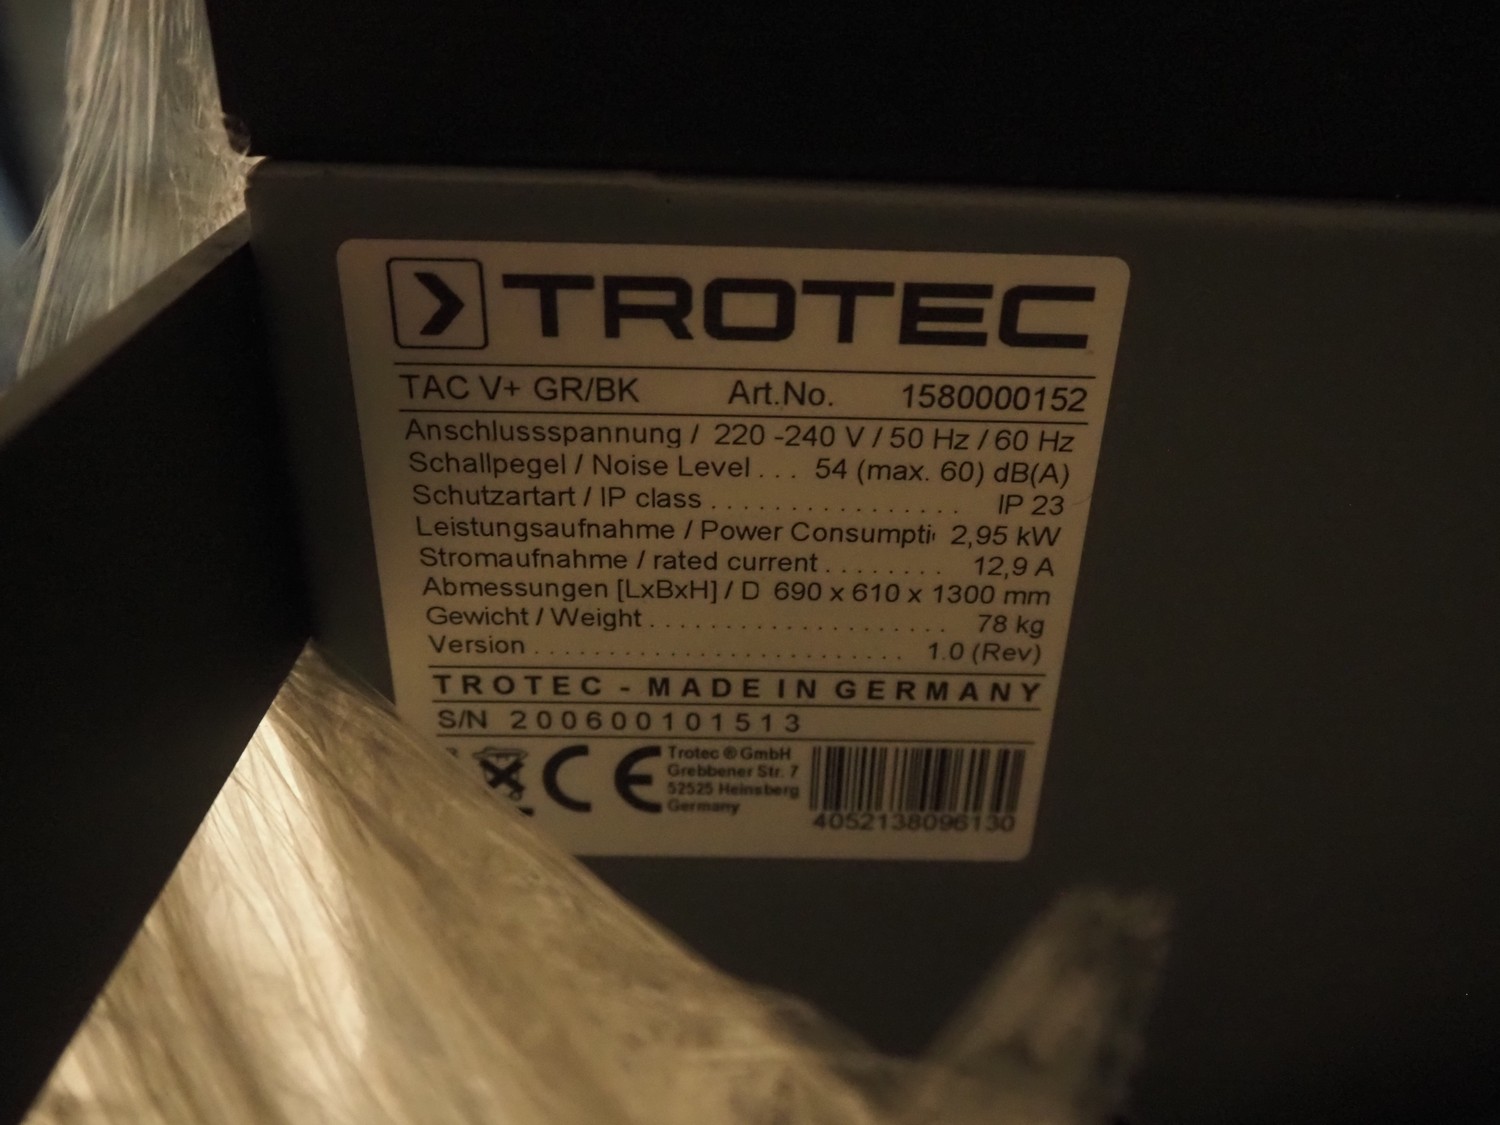 TROTEC
TAC V+ GR/BK Art.No. 1580000152
Anschlussspannung / 220 -240 V / 50 Hz / 60 Hz
Schallpegel / Noise Level . . . 54 (max. 60) dB(A)
Schutzartart / IP class . . . . . . . . . . . . . . . . . IP 23
Leistungsaufnahme / Power Consumpti 2,95 kW
Stromaufnahme / rated current . . . . . . . . 12,9 A
Abmessungen [LxBxH] / D 690 x 610 x 1300 mm
Gewicht / Weight . . . . . . . . . . . . . . . . . . . . 78 kg
Version . . . . . . . . . . . . . . . . . . . . . . . . . 1.0 (Rev)
TROTEC - MADE IN GERMANY
S/N 200600101513
CE
Trotec ® GmbH
Grebbener Str. 7
52525 Heinsberg
Germany
4052138096130